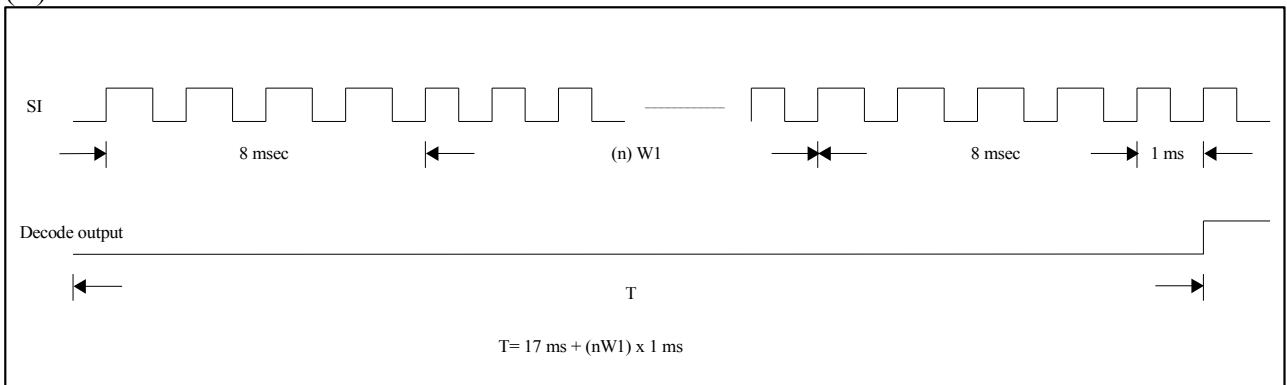 SI
8 msec
(n) W1
8 msec
1 ms
Decode output
T
T= 17 ms + (nW1) x 1 ms